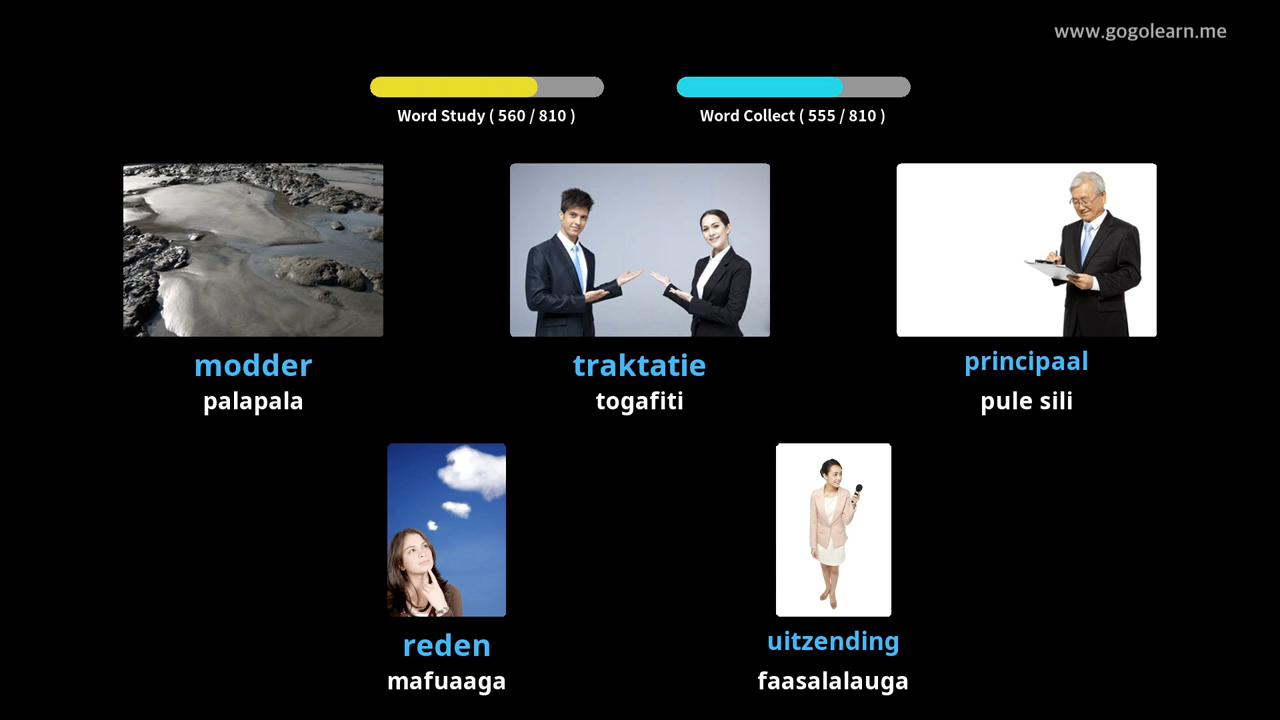 www.gogolearn.me
Word Study ( 560 / 810 )
Word Collect ( 555 / 810 )
modder
palapala
traktatie
togafiti
principaal
pule sili
reden
mafuaaga
uitzending
faasalalauga